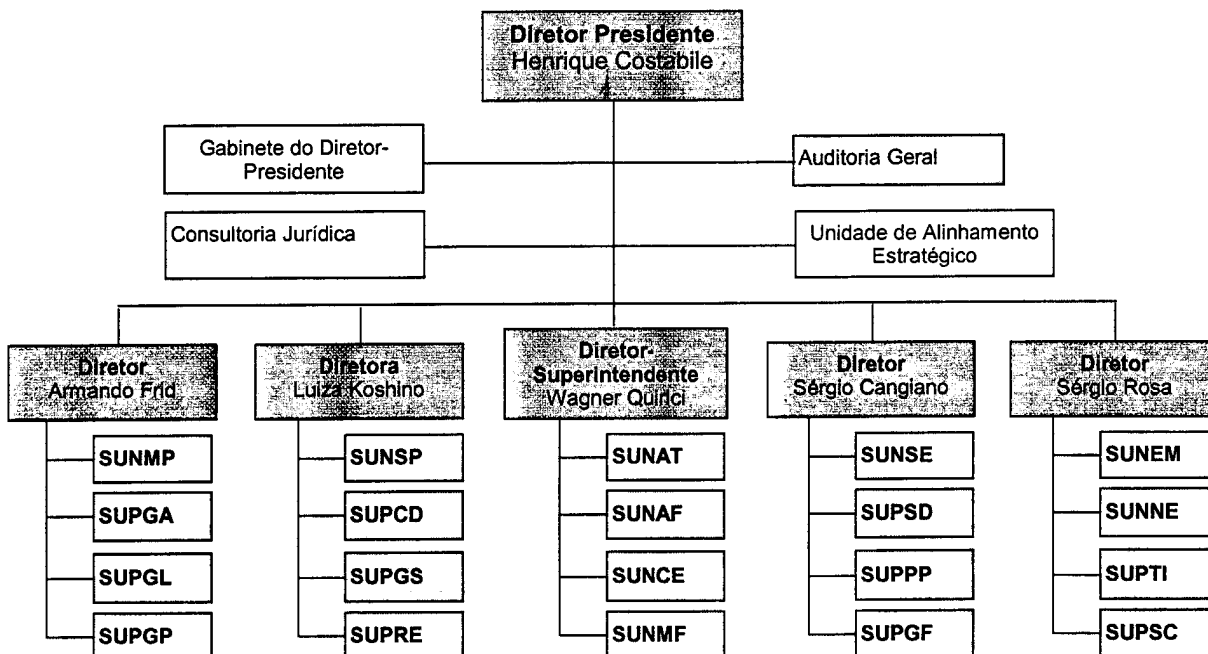 Diretor Presidente
Henrique Costabile
Gabinete do Diretor-
Presidente
Auditoria Geral
Consultoria Jurídica
Unidade de Alinhamento
Estratégico
Diretor
Armando Frid
SUNMP
SUPGA
SUPGL
SUPGP
Diretora
Luiza Koshino
SUNSP
SUPCD
SUPGS
SUPRE
Diretor-
Superintendente
Wagner Quirici
SUNAT
SUNAF
SUNCE
SUNMF
Diretor
Sérgio Cangiano
SUNSE
SUPSD
SUPPP
SUPGF
Diretor
Sérgio Rosa
SUNEM
SUNNE
SUPTI
SUPSC